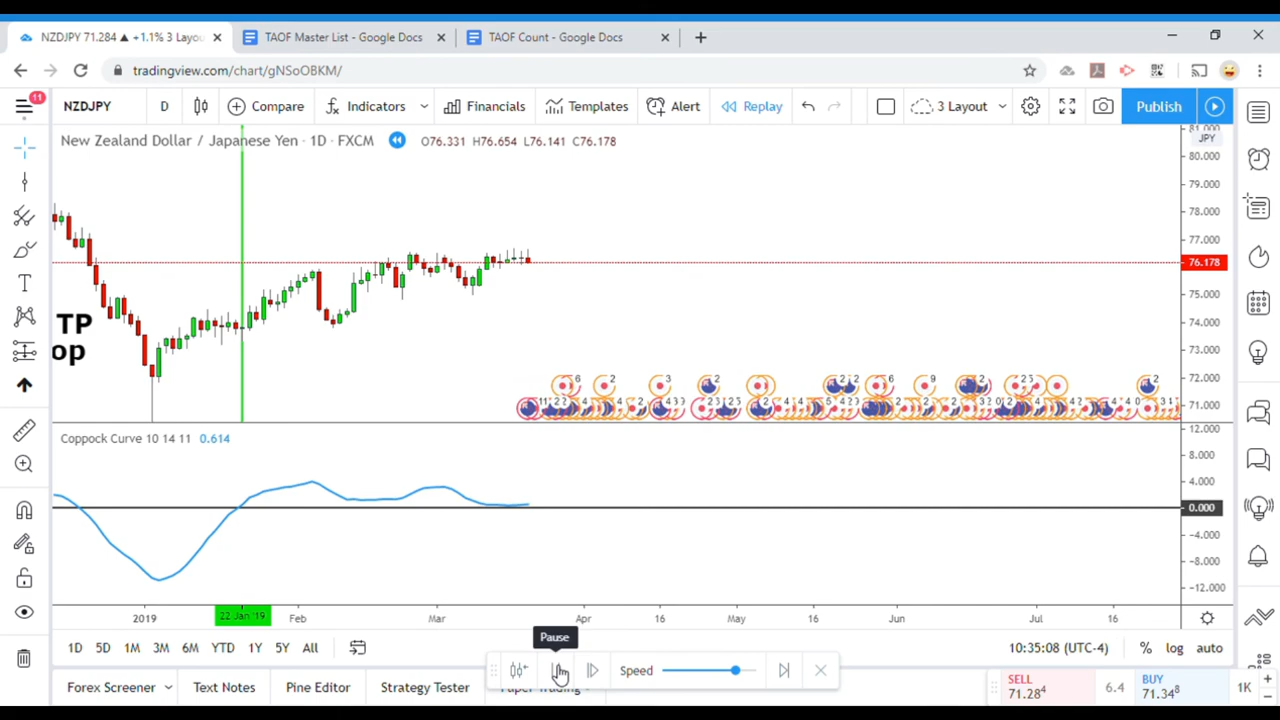 NZDJPY 71.284 ▲ +1.1% 3 Layou
TAOF Master List - Google Docs
TAOF Count - Google Docs
tradingview.com/chart/gNSoOBKM/
11
NZDJPY
D
Compare
Indicators
Financials
Templates
Alert
Replay
3 Layout
Publish
New Zealand Dollar / Japanese Yen · 1D · FXCM
O76.331 H76.654 L76.141 C76.178
81.000
JPY
80.000
79.000
78.000
77.000
76.178
75.000
74.000
73.000
72.000
71.000
TP
op
Coppock Curve 10 14 11 0.614
12.000
8.000
4.000
0.000
-4.000
-8.000
-12.000
2019
22 Jan '19
Feb
Mar
Apr
16
May
16
Jun
Jul
16
Pause
1D 5D 1M 3M 6M YTD 1Y 5Y All
10:35:08 (UTC-4)
% log auto
Speed
Forex Screener
Text Notes
Pine Editor
Strategy Tester
Paper Trading
SELL
71.28⁴
6.4
BUY
71.34⁸
1K